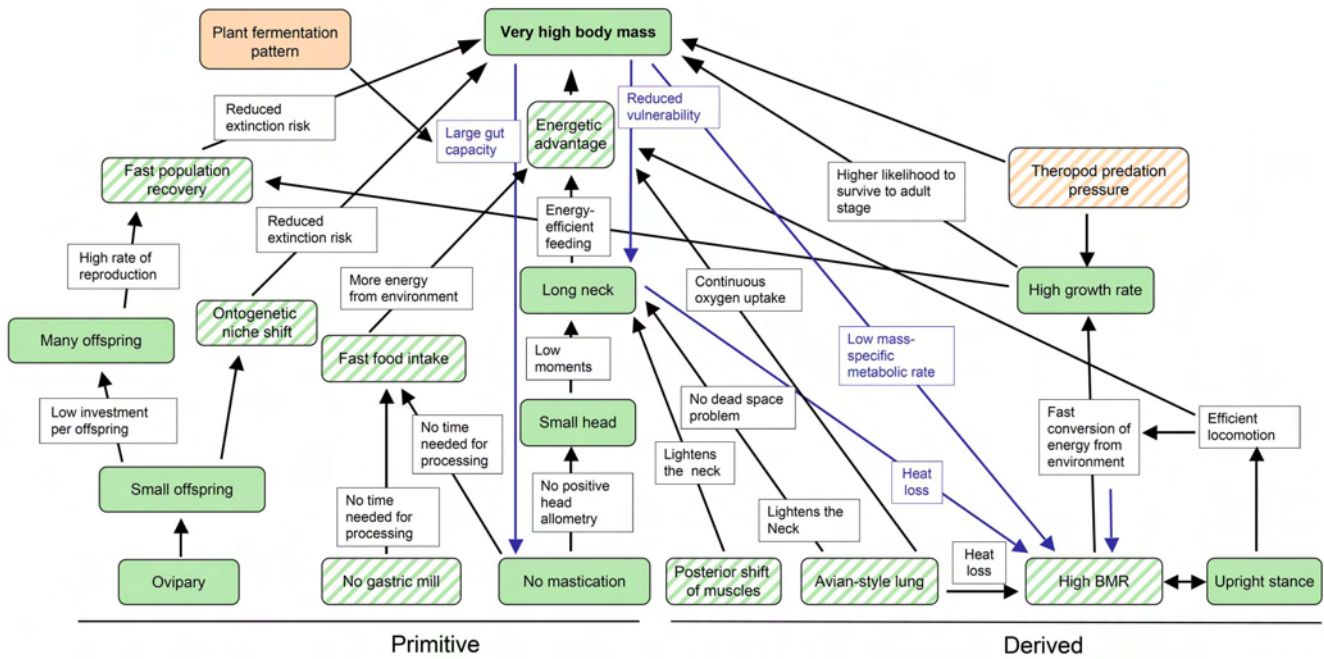 Plant fermentation
pattern
Very high body mass
Reduced
extinction risk
Large gut
capacity
Energetic
advantage
Reduced
vulnerability
Fast population
recovery
Higher likelihood to
survive to adult
stage
Theropod predation
pressure
Reduced
extinction risk
Energy-
efficient
feeding
High rate of
reproduction
More energy
from environment
Long neck
Continuous
oxygen uptake
High growth rate
Ontogenetic
niche shift
Many offspring
Fast food intake
Low
moments
Low mass-
specific
metabolic rate
No dead space
problem
Low investment
per offspring
No time
needed for
processing
Small head
Fast
conversion of
energy from
environment
Efficient
locomotion
Lightens
the neck
Small offspring
No time
needed for
processing
No positive
head
allometry
Heat
loss
Lightens the
Neck
Heat
loss
Ovipary
No gastric mill
No mastication
Posterior shift
of muscles
Avian-style lung
High BMR
Upright stance
Primitive
Derived